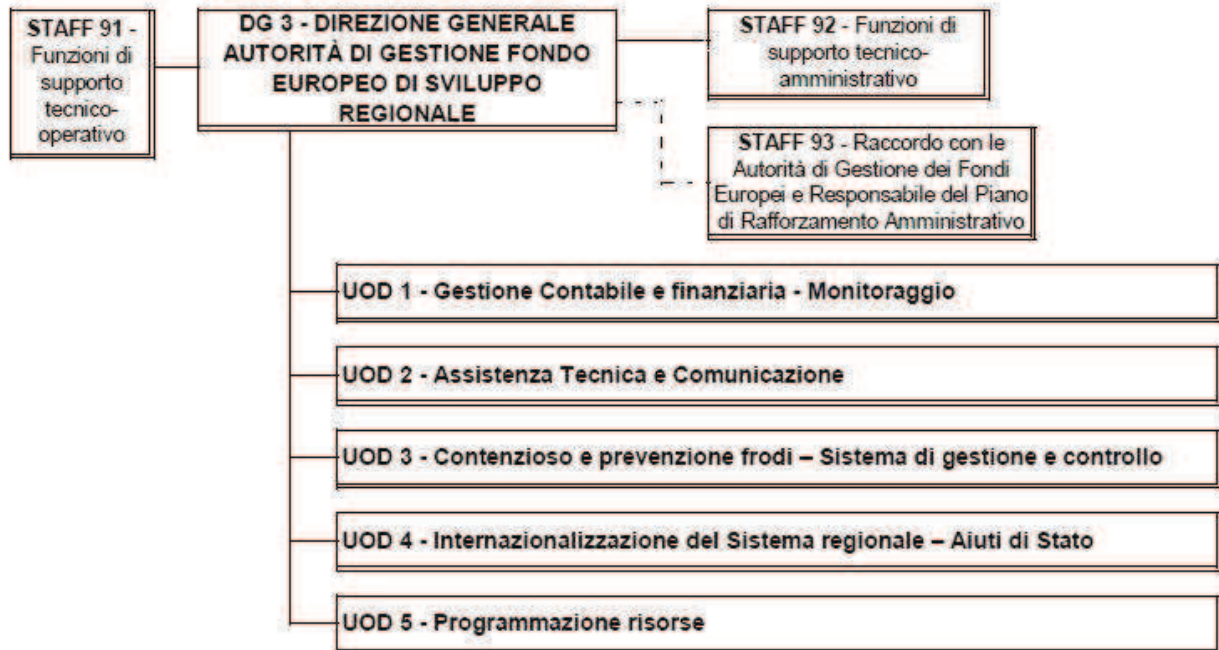 STAFF 91 -
Funzioni di
supporto
tecnico-
operativo
DG 3 - DIREZIONE GENERALE
AUTORITÀ DI GESTIONE FONDO
EUROPEO DI SVILUPPO
REGIONALE
STAFF 92 - Funzioni di
supporto tecnico-
amministrativo
STAFF 93 - Raccordo con le
Autorità di Gestione dei Fondi
Europei e Responsabile del Piano
di Rafforzamento Amministrativo
UOD 1 - Gestione Contabile e finanziaria - Monitoraggio
UOD 2 - Assistenza Tecnica e Comunicazione
UOD 3 - Contenzioso e prevenzione frodi – Sistema di gestione e controllo
UOD 4 - Internazionalizzazione del Sistema regionale – Aiuti di Stato
UOD 5 - Programmazione risorse